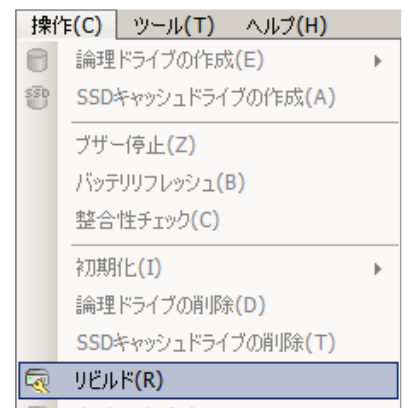 操作(C) ツール(T) ヘルプ(H)
論理ドライブの作成(E)
SSD SSDキャッシュドライブの作成(A)
ブザー停止(Z)
バッテリリフレッシュ(B)
整合性チェック(C)
初期化(I)
論理ドライブの削除(D)
SSDキャッシュドライブの削除(T)
リビルド(R)